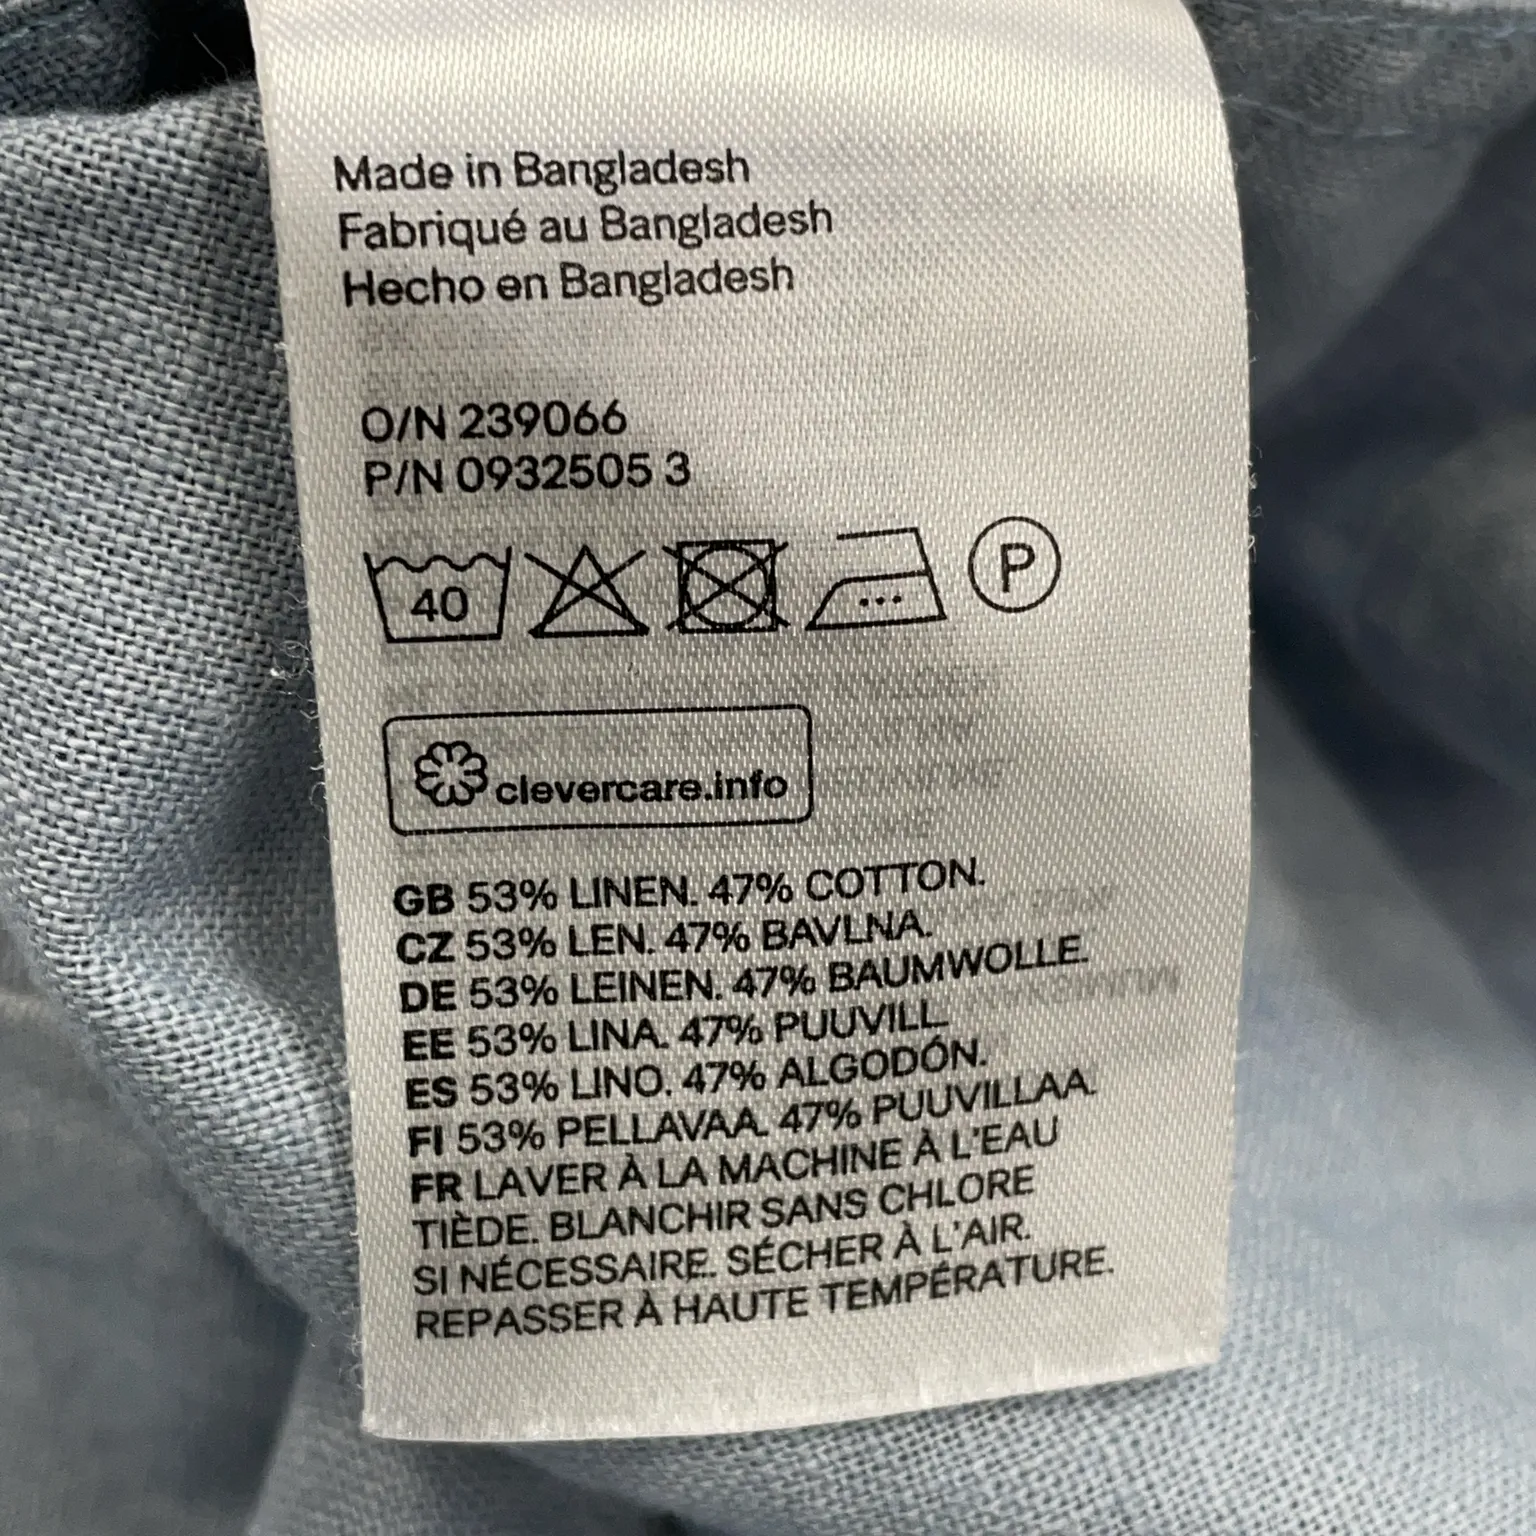 Made in Bangladesh
Fabriqué au Bangladesh
Hecho en Bangladesh
O/N 239066
P/N 0932505 3
40 P
clevercare.info
GB 53% LINEN. 47% COTTON.
CZ 53% LEN. 47% BAVLNA.
DE 53% LEINEN. 47% BAUMWOLLE.
EE 53% LINA. 47% PUUVILL.
ES 53% LINO. 47% ALGODÓN.
FI 53% PELLAVAA. 47% PUUVILLAA.
FR LAVER À LA MACHINE À L'EAU
TIÈDE. BLANCHIR SANS CHLORE
SI NÉCESSAIRE. SÉCHER À L'AIR.
REPASSER À HAUTE TEMPÉRATURE.